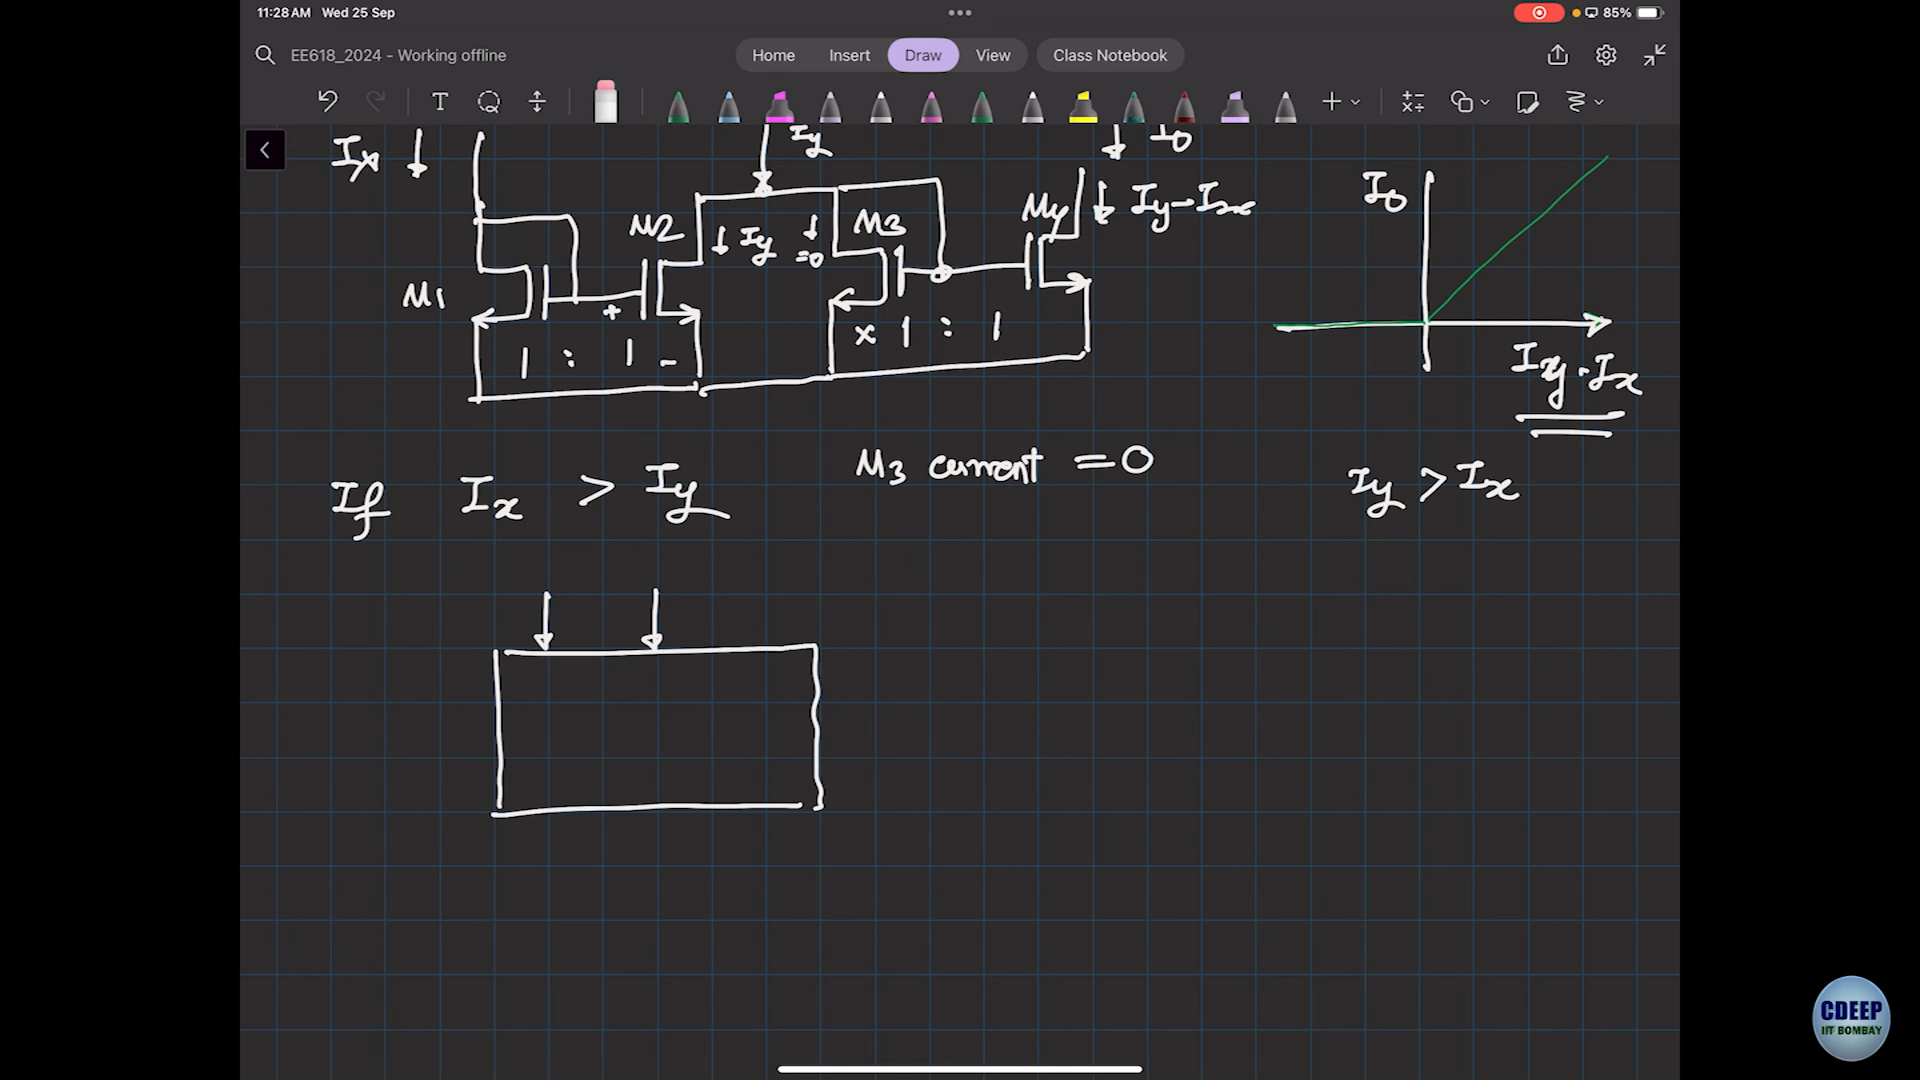 11:28 AM Wed 25 Sep
85%
EE618_2024 - Working offline
Home Insert Draw View Class Notebook
T
Ix
Iy
Io
M1
M2
Iy
=0
M3
My
Iy-Ix
1 : 1
+
-
x 1 : 1
Io
Ixy-Ix
If Ix > Iy
M3 current = 0
Iy > Ix
CDEEP
IIT BOMBAY